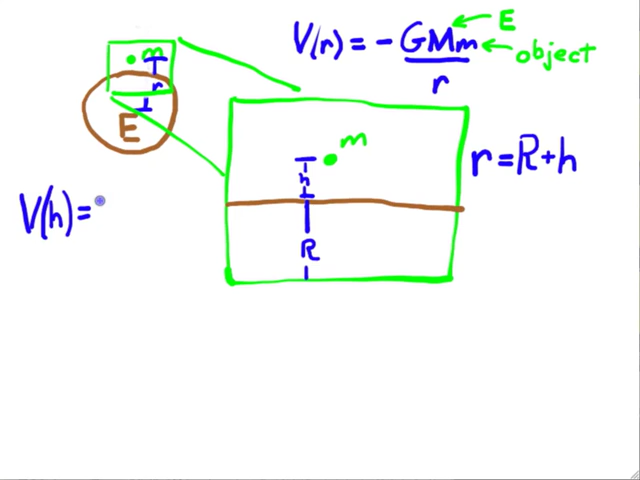 V(r) = - GMm / r
E
object
m
r
E
m
h
R
r = R + h
V(h) =